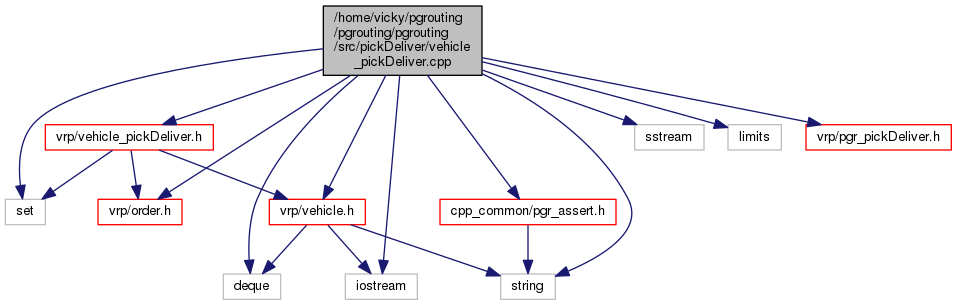 /home/vicky/pgrouting
/pgrouting/pgrouting
/src/pickDeliver/vehicle
_pickDeliver.cpp
vrp/vehicle_pickDeliver.h
sstream
limits
vrp/pgr_pickDeliver.h
set
vrp/order.h
vrp/vehicle.h
cpp_common/pgr_assert.h
deque
iostream
string